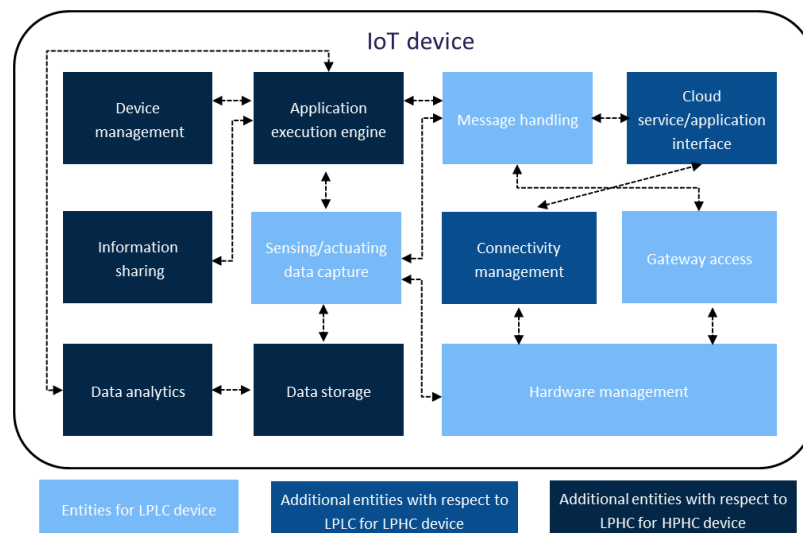 IoT device
Device
management
Application
execution engine
Message handling
Cloud
service/application
interface
Information
sharing
Sensing/actuating
data capture
Connectivity
management
Gateway access
Data analytics
Data storage
Hardware management
Entities for LPLC device
Additional entities with respect to
LPLC for LPHC device
Additional entities with respect to
LPHC for HPHC device